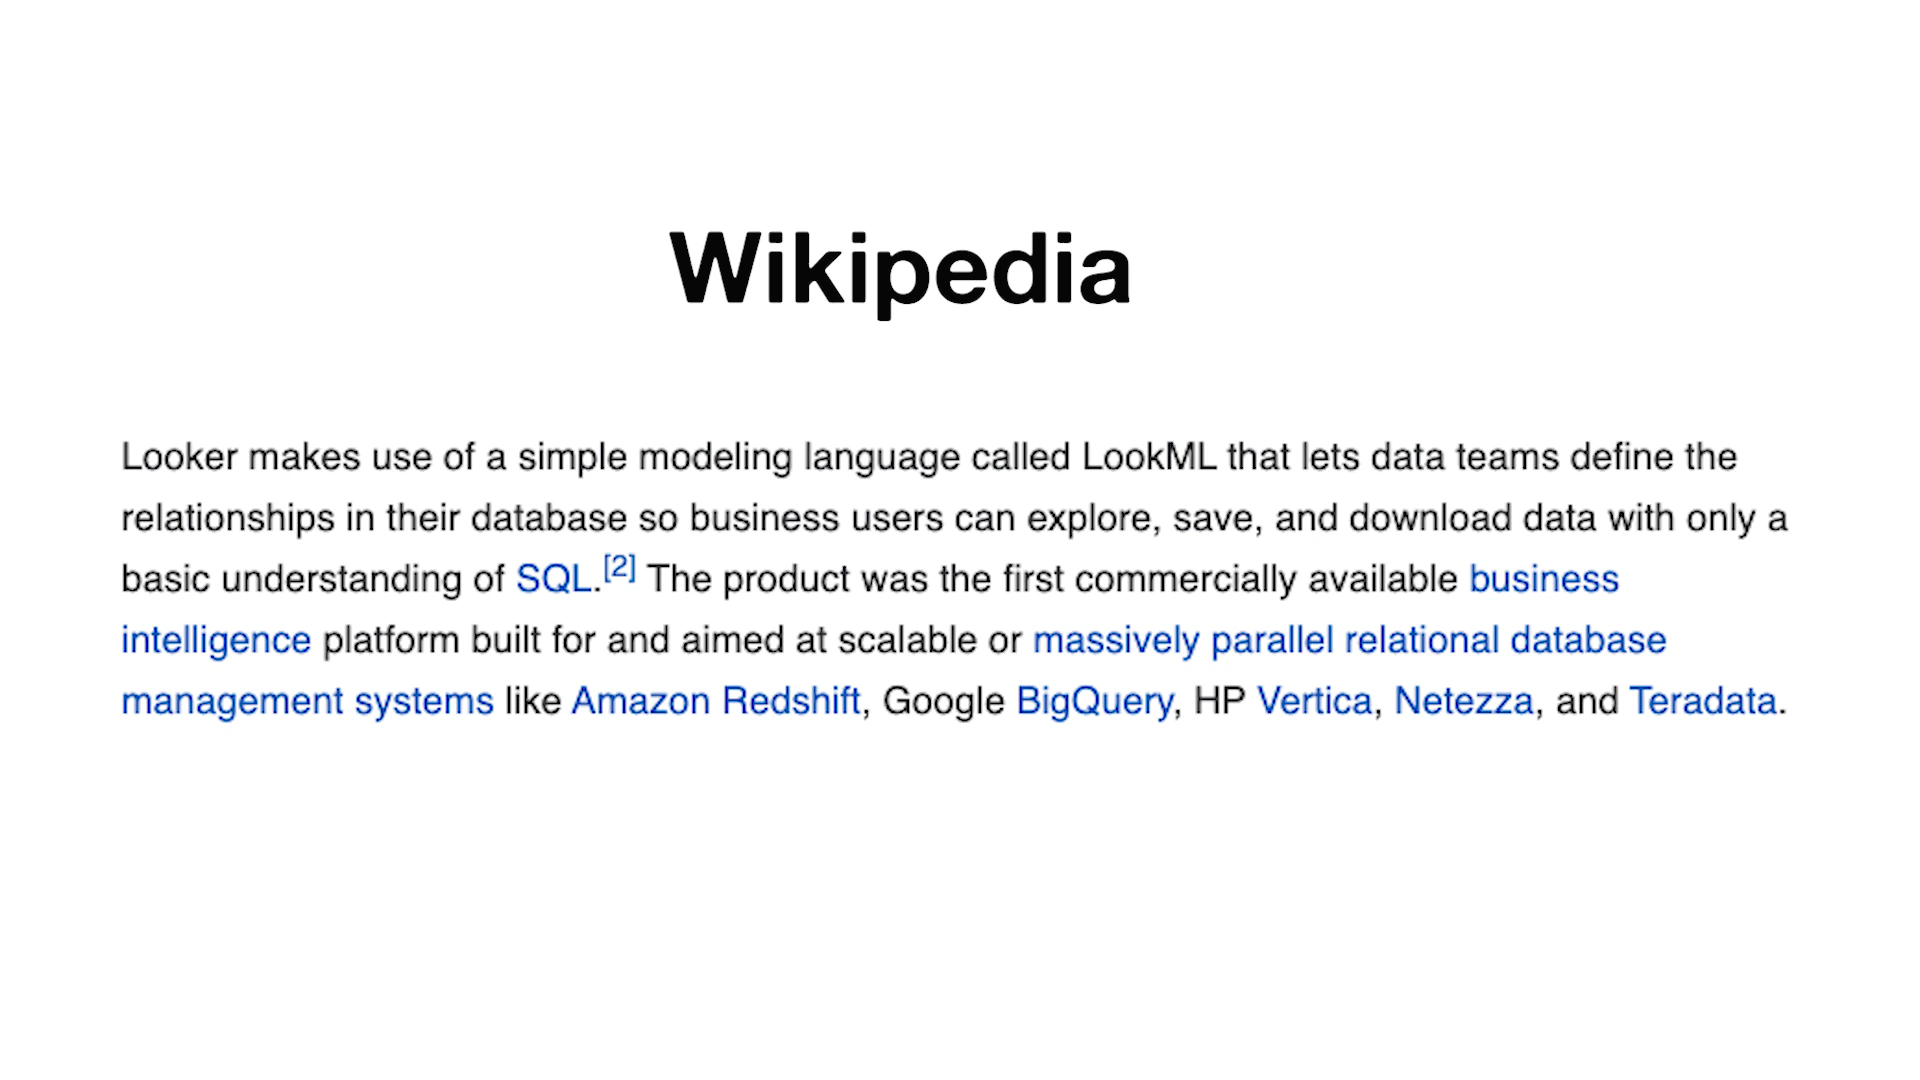 Wikipedia
Looker makes use of a simple modeling language called LookML that lets data teams define the
relationships in their database so business users can explore, save, and download data with only a
basic understanding of SQL.[2] The product was the first commercially available business
intelligence platform built for and aimed at scalable or massively parallel relational database
management systems like Amazon Redshift, Google BigQuery, HP Vertica, Netezza, and Teradata.